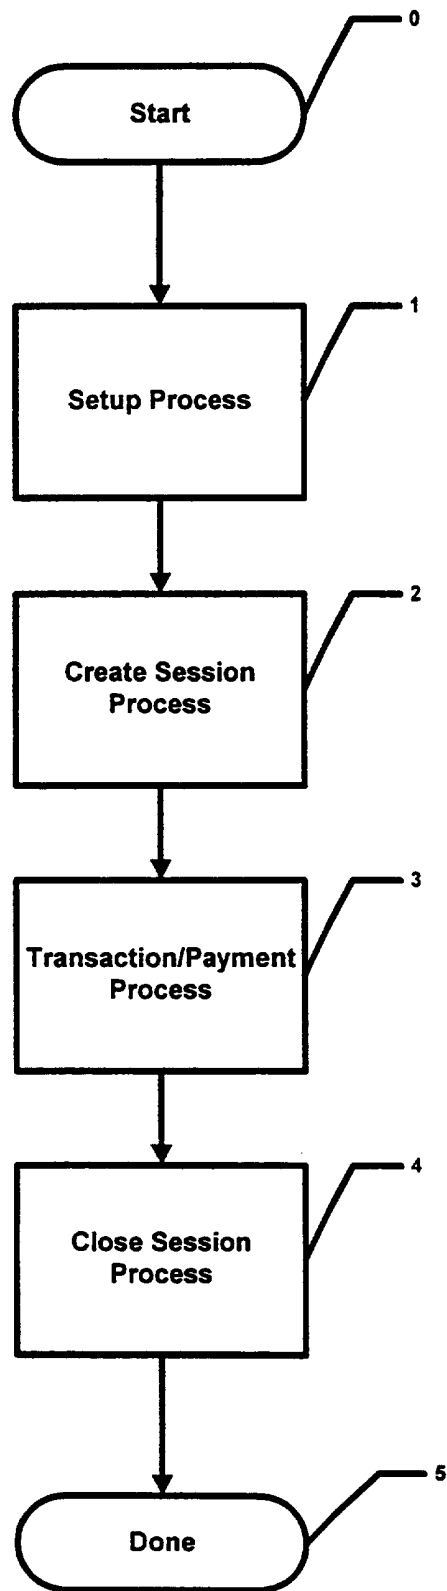 0
Start
1
Setup Process
2
Create Session
Process
3
Transaction/Payment
Process
4
Close Session
Process
5
Done